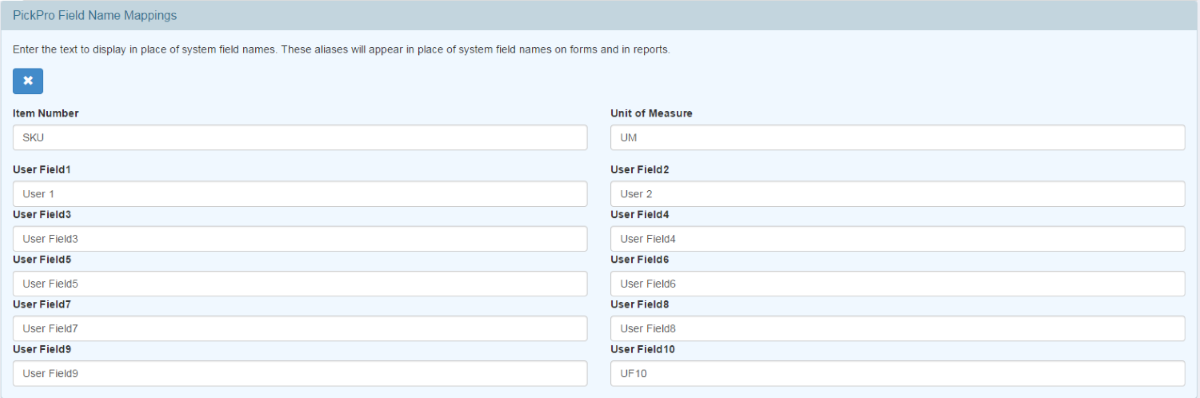 PickPro Field Name Mappings
Enter the text to display in place of system field names. These aliases will appear in place of system field names on forms and in reports.
Item Number
Unit of Measure
SKU
UM
User Field1
User Field2
User 1
User 2
User Field3
User Field4
User Field3
User Field4
User Field5
User Field6
User Field5
User Field6
User Field7
User Field8
User Field7
User Field8
User Field9
User Field10
User Field9
UF10